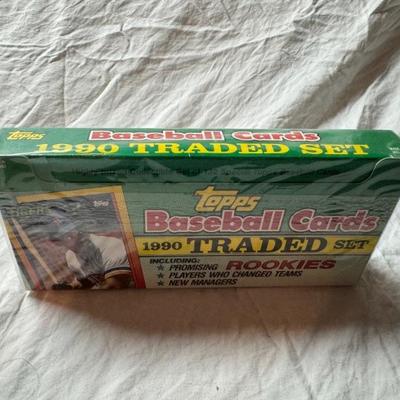 Topps
Baseball Cards
1990 TRADED SET
Topps
Topps
Baseball Cards
1990 TRADED SET
INCLUDING:
★ PROMISING ROOKIES
★ PLAYERS WHO CHANGED TEAMS
★ NEW MANAGERS